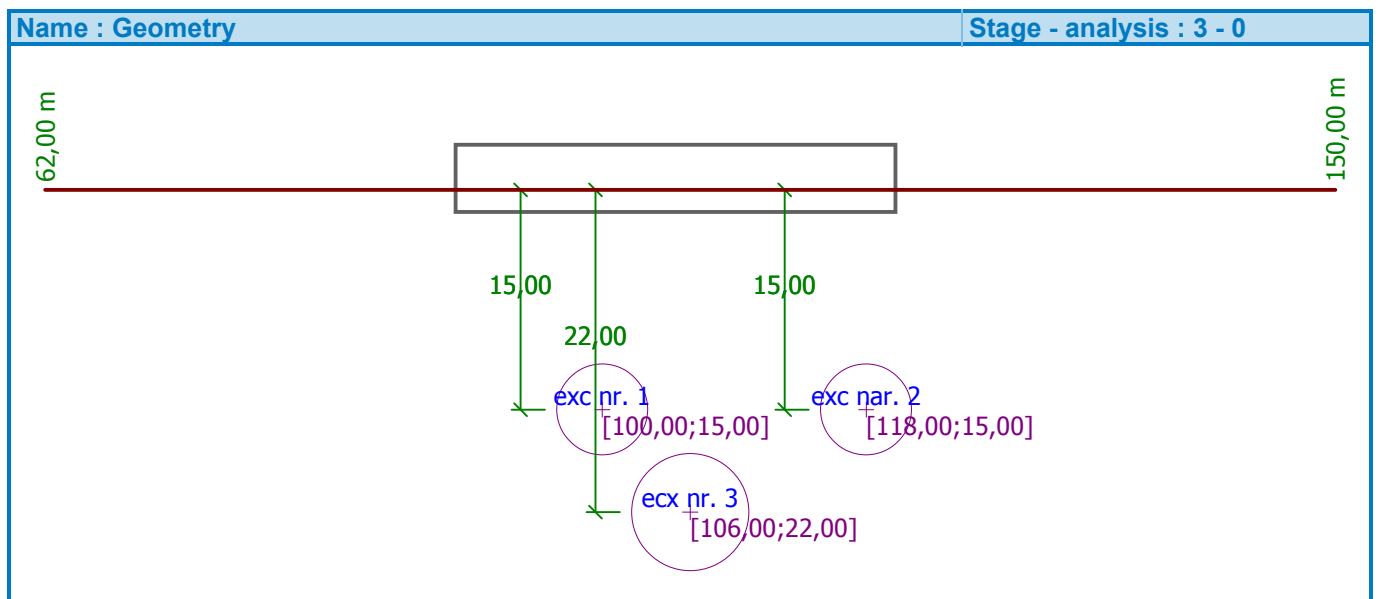 Name : Geometry
Stage - analysis : 3 - 0
62,00 m
150,00 m
15,00
15,00
22,00
exc nr. 1
[100,00;15,00]
exc nar. 2
[118,00;15,00]
ecx nr. 3
[106,00;22,00]